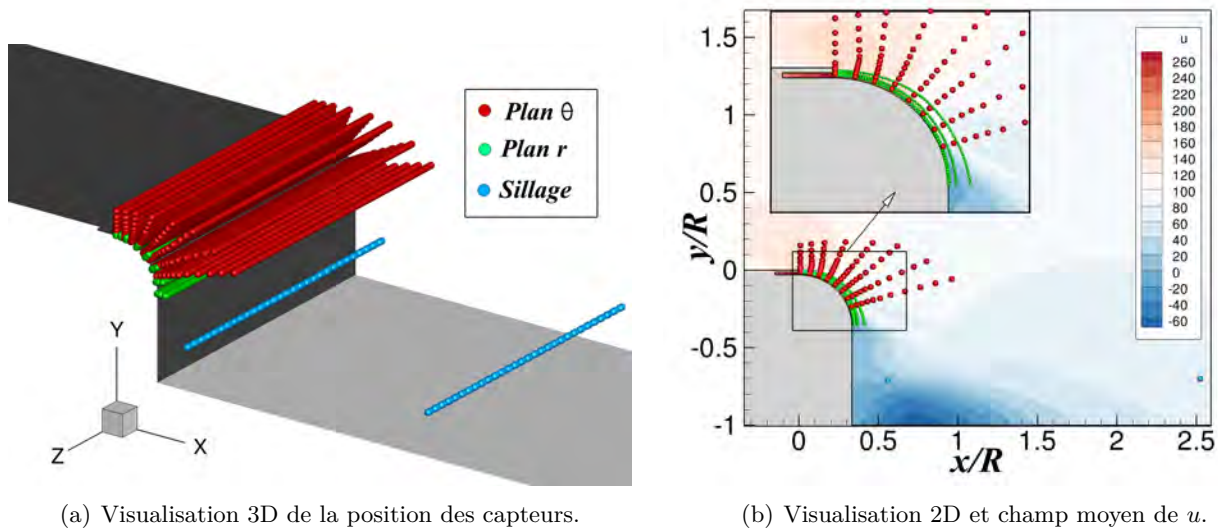 Plan θ
Plan r
Sillage
Y
X
Z
(a) Visualisation 3D de la position des capteurs.
1.5
1
0.5
0
-0.5
-1
y/R
0
0.5
1
1.5
2
2.5
x/R
u
260
240
220
200
180
160
140
120
100
80
60
40
20
0
-20
-40
-60
(b) Visualisation 2D et champ moyen de u.